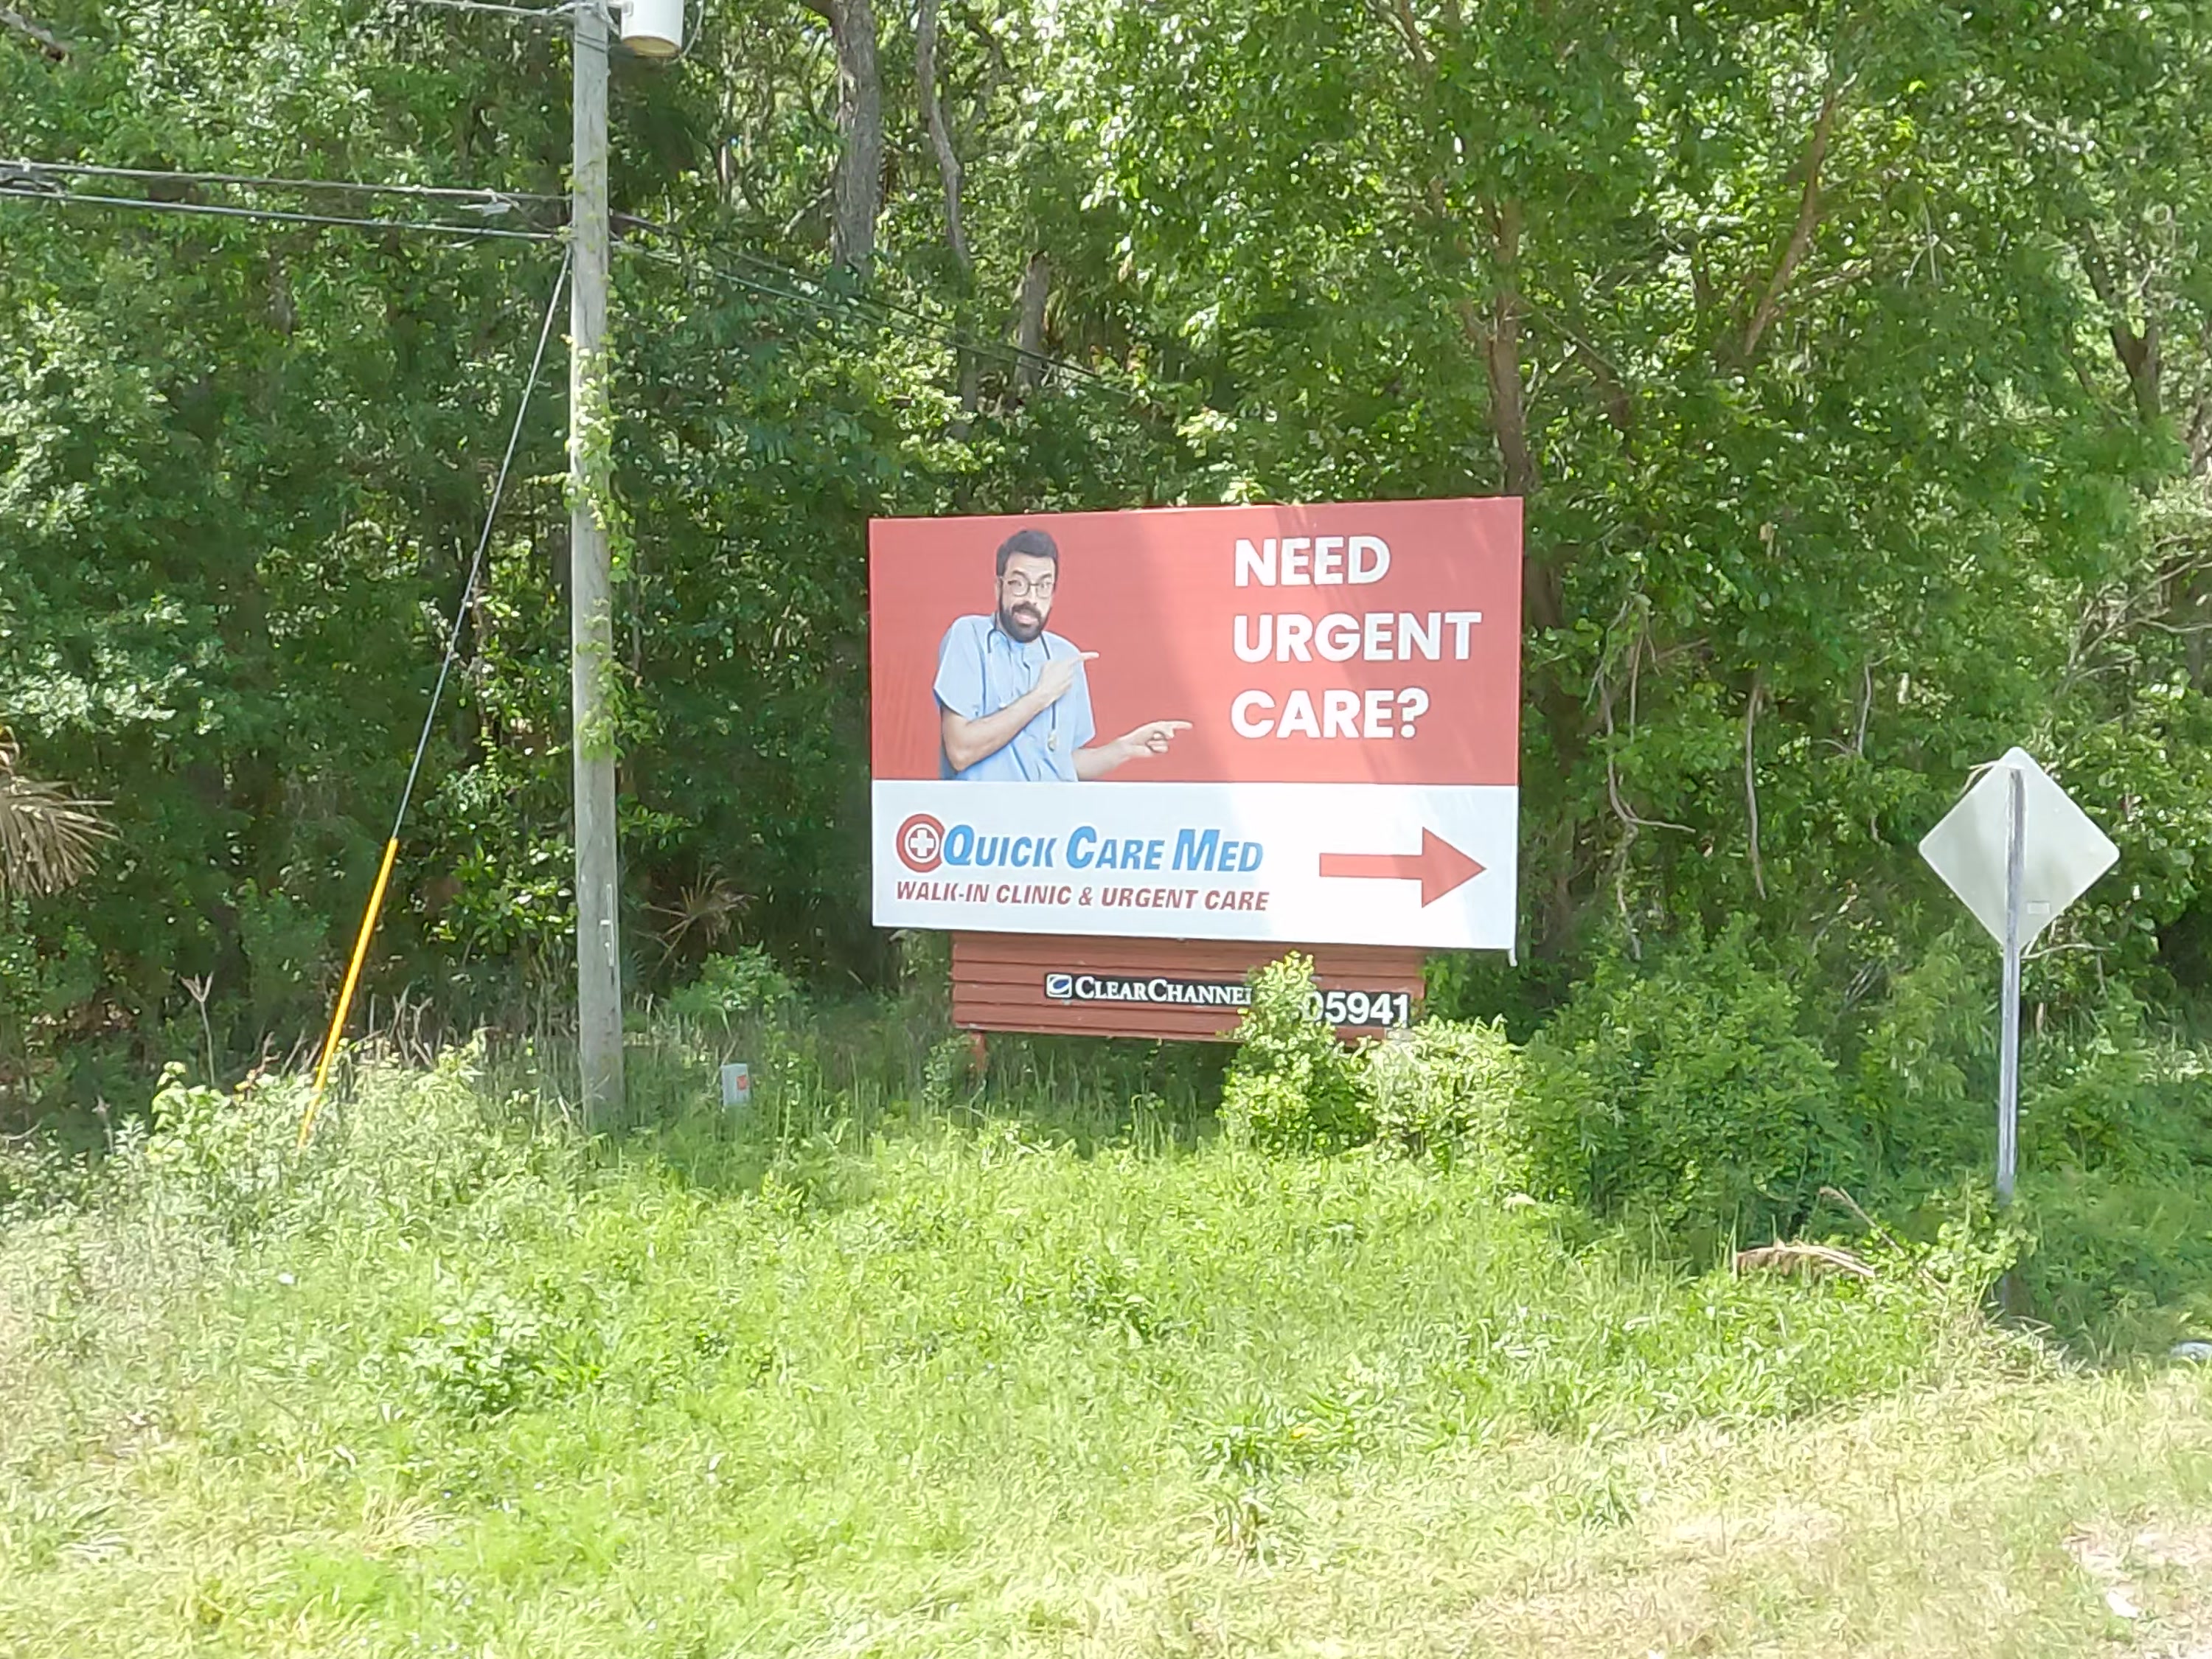 NEED
URGENT
CARE?
QUICK CARE MED
WALK-IN CLINIC & URGENT CARE
CLEARCHANNEL
05941